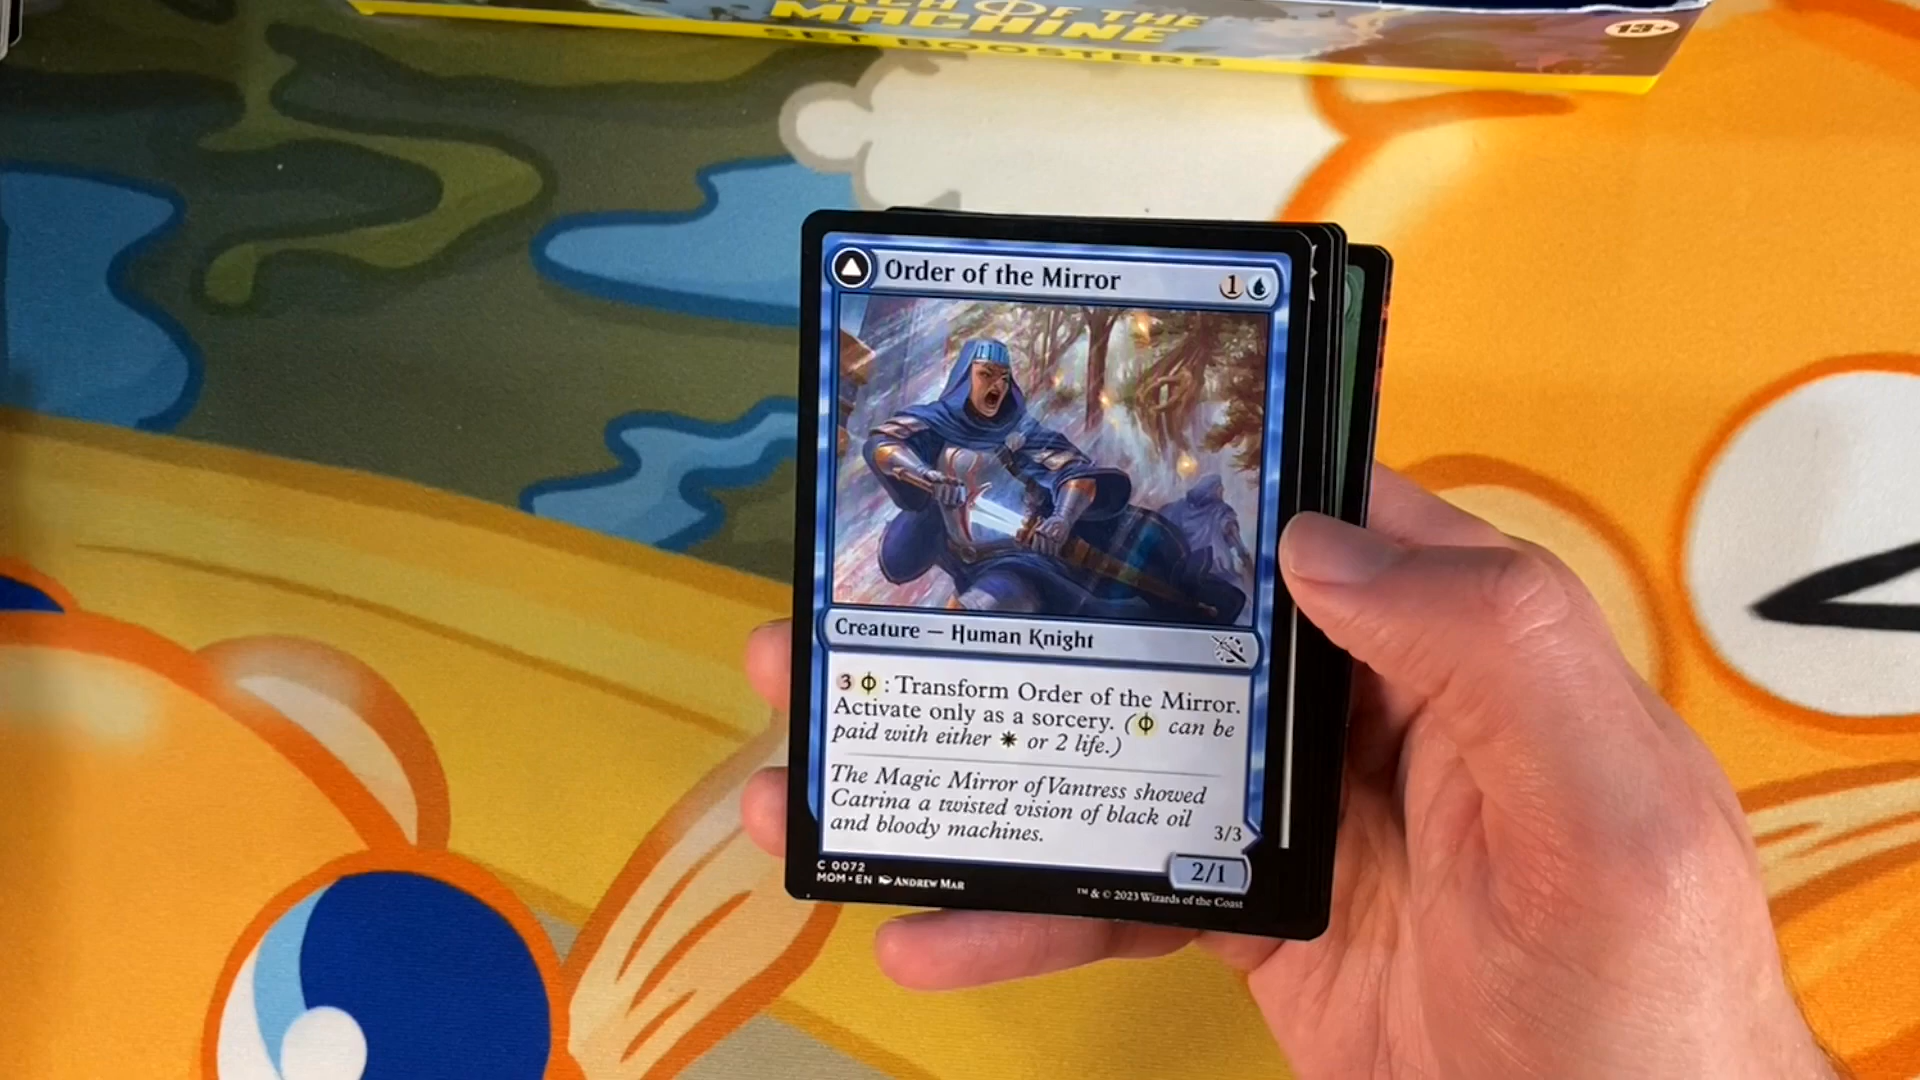 MACHINE
SET BOOSTERS
13+
Order of the Mirror
1
Creature — Human Knight
3 : Transform Order of the Mirror.
Activate only as a sorcery. ( can be
paid with either or 2 life.)
The Magic Mirror of Vantress showed
Catrina a twisted vision of black oil
and bloody machines.
3/3
2/1
C 0072
MOM • EN ANDREW MAR
™ & © 2023 Wizards of the Coast